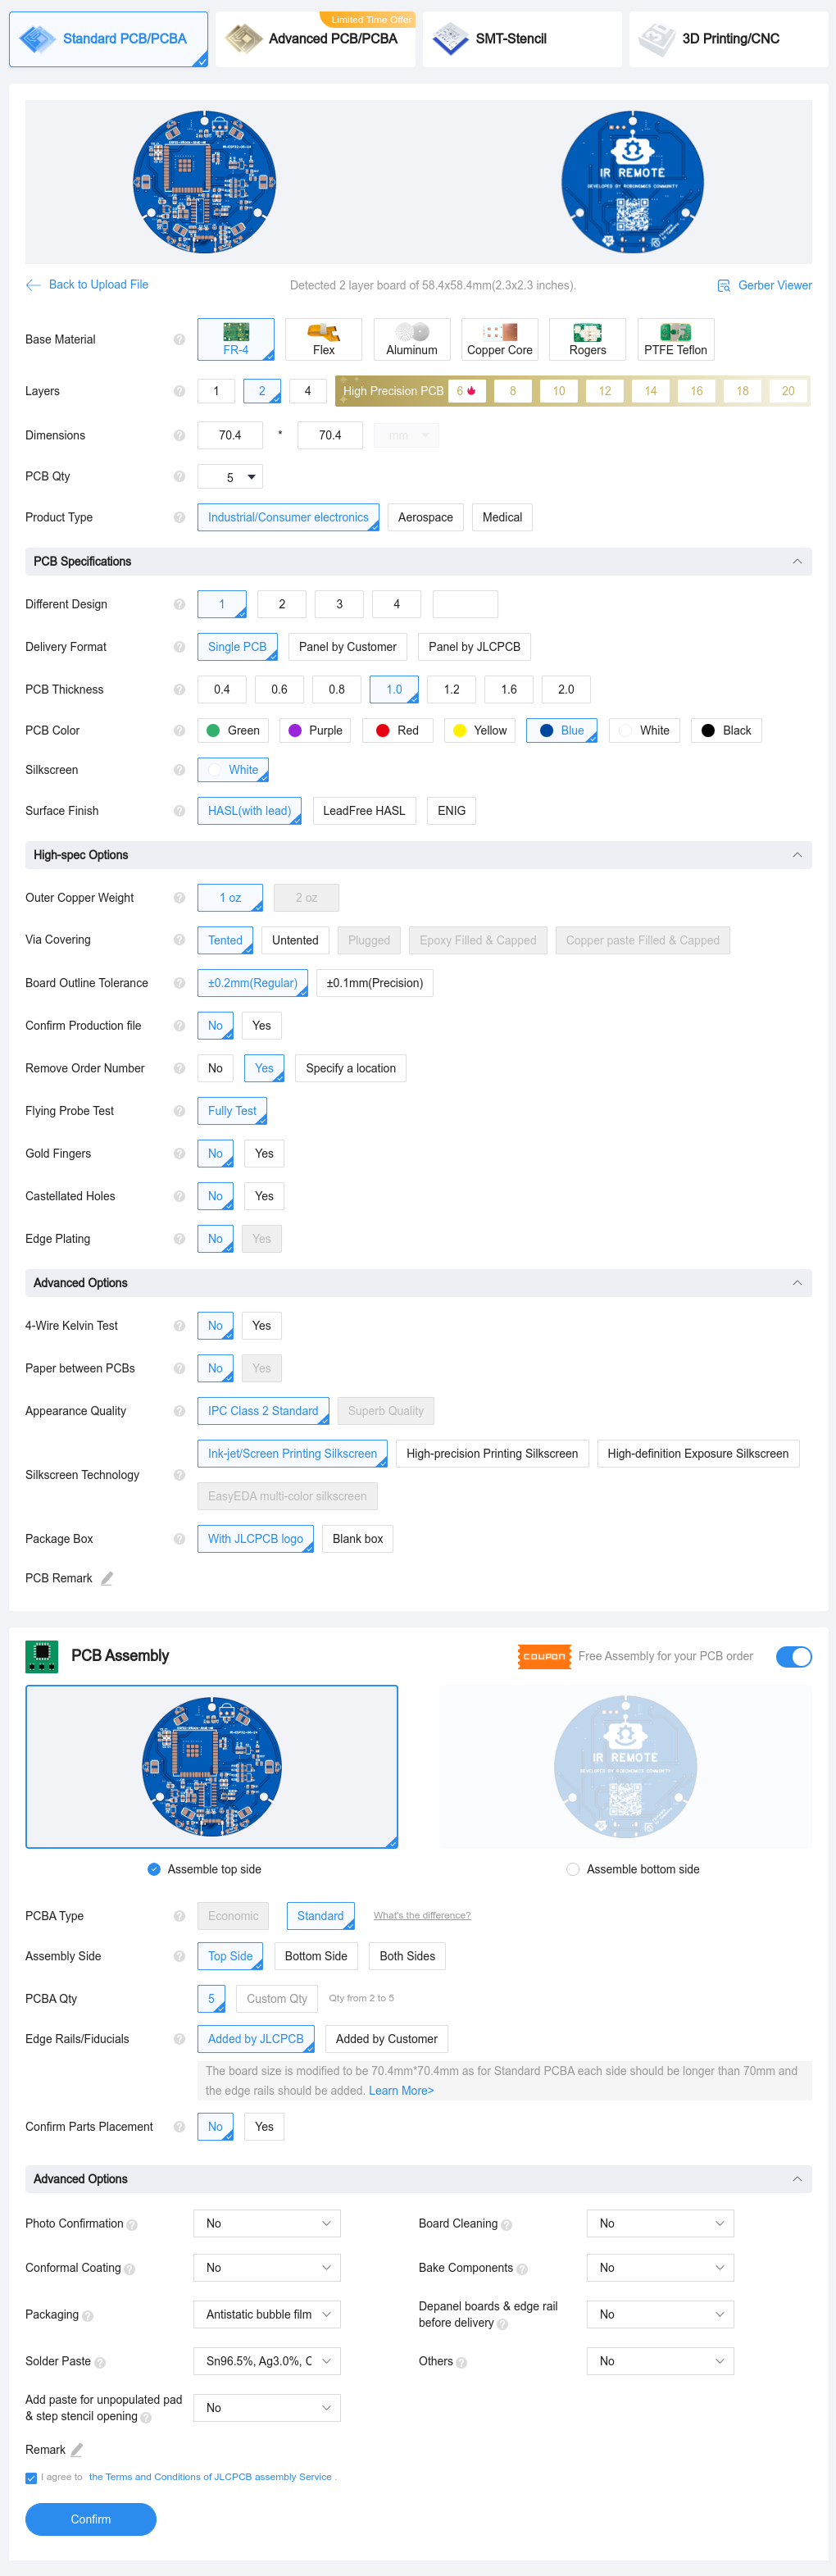 Limited Time Offer
Standard PCB/PCBA
Advanced PCB/PCBA
SMT-Stencil
3D Printing/CNC
IR REMOTE
DEVELOPED BY ROBONOMICS COMMUNITY
Back to Upload File
Detected 2 layer board of 58.4x58.4mm(2.3x2.3 inches).
Gerber Viewer
Base Material FR-4 Flex Aluminum Copper Core Rogers PTFE Teflon
Layers 1 2 4 High Precision PCB 6 8 10 12 14 16 18 20
Dimensions 70.4 * 70.4 mm
PCB Qty 5
Product Type Industrial/Consumer electronics Aerospace Medical
PCB Specifications
Different Design 1 2 3 4
Delivery Format Single PCB Panel by Customer Panel by JLCPCB
PCB Thickness 0.4 0.6 0.8 1.0 1.2 1.6 2.0
PCB Color Green Purple Red Yellow Blue White Black
Silkscreen White
Surface Finish HASL(with lead) LeadFree HASL ENIG
High-spec Options
Outer Copper Weight 1 oz 2 oz
Via Covering Tented Untented Plugged Epoxy Filled & Capped Copper paste Filled & Capped
Board Outline Tolerance ±0.2mm(Regular) ±0.1mm(Precision)
Confirm Production file No Yes
Remove Order Number No Yes Specify a location
Flying Probe Test Fully Test
Gold Fingers No Yes
Castellated Holes No Yes
Edge Plating No Yes
Advanced Options
4-Wire Kelvin Test No Yes
Paper between PCBs No Yes
Appearance Quality IPC Class 2 Standard Superb Quality
Silkscreen Technology Ink-jet/Screen Printing Silkscreen High-precision Printing Silkscreen High-definition Exposure Silkscreen
EasyEDA multi-color silkscreen
Package Box With JLCPCB logo Blank box
PCB Remark
PCB Assembly
COUPON Free Assembly for your PCB order
IR REMOTE
DEVELOPED BY ROBONOMICS COMMUNITY
Assemble top side
Assemble bottom side
PCBA Type Economic Standard What's the difference?
Assembly Side Top Side Bottom Side Both Sides
PCBA Qty 5 Custom Qty Qty from 2 to 5
Edge Rails/Fiducials Added by JLCPCB Added by Customer
The board size is modified to be 70.4mm*70.4mm as for Standard PCBA each side should be longer than 70mm and
the edge rails should be added. Learn More>
Confirm Parts Placement No Yes
Advanced Options
Photo Confirmation No
Board Cleaning No
Conformal Coating No
Bake Components No
Packaging Antistatic bubble film
Depanel boards & edge rail
before delivery No
Solder Paste Sn96.5%, Ag3.0%, C
Others No
Add paste for unpopulated pad
& step stencil opening No
Remark
I agree to the Terms and Conditions of JLCPCB assembly Service .
Confirm